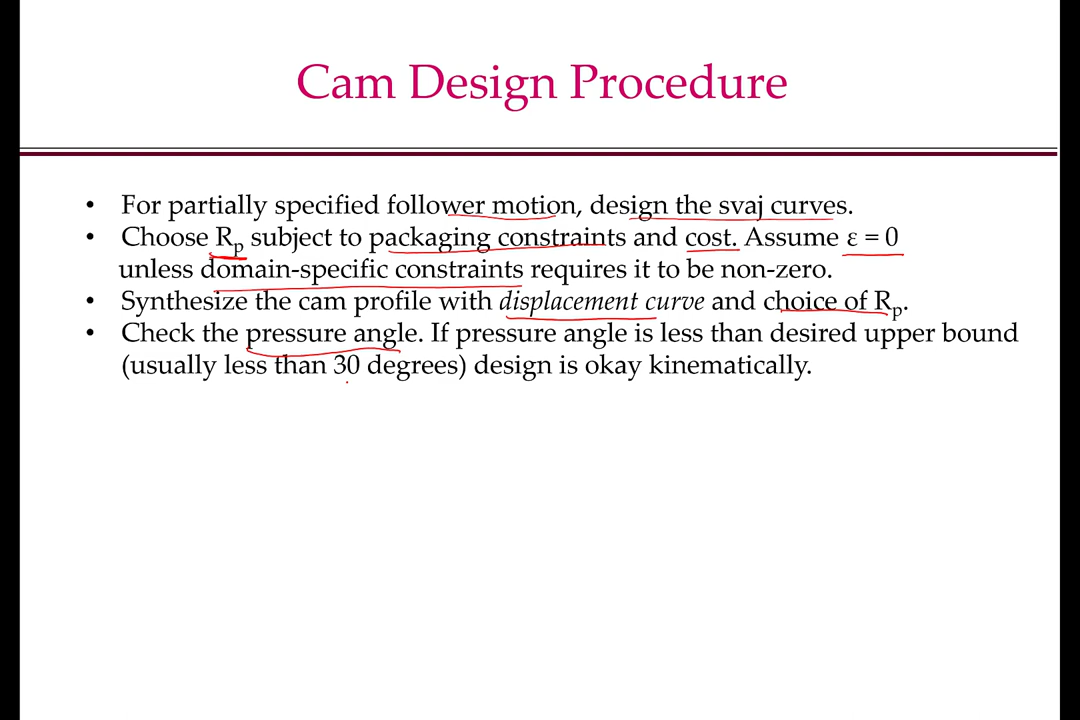 Cam Design Procedure
• For partially specified follower motion, design the svaj curves.
• Choose Rp subject to packaging constraints and cost. Assume ε = 0
unless domain-specific constraints requires it to be non-zero.
• Synthesize the cam profile with displacement curve and choice of Rp.
• Check the pressure angle. If pressure angle is less than desired upper bound
(usually less than 30 degrees) design is okay kinematically.